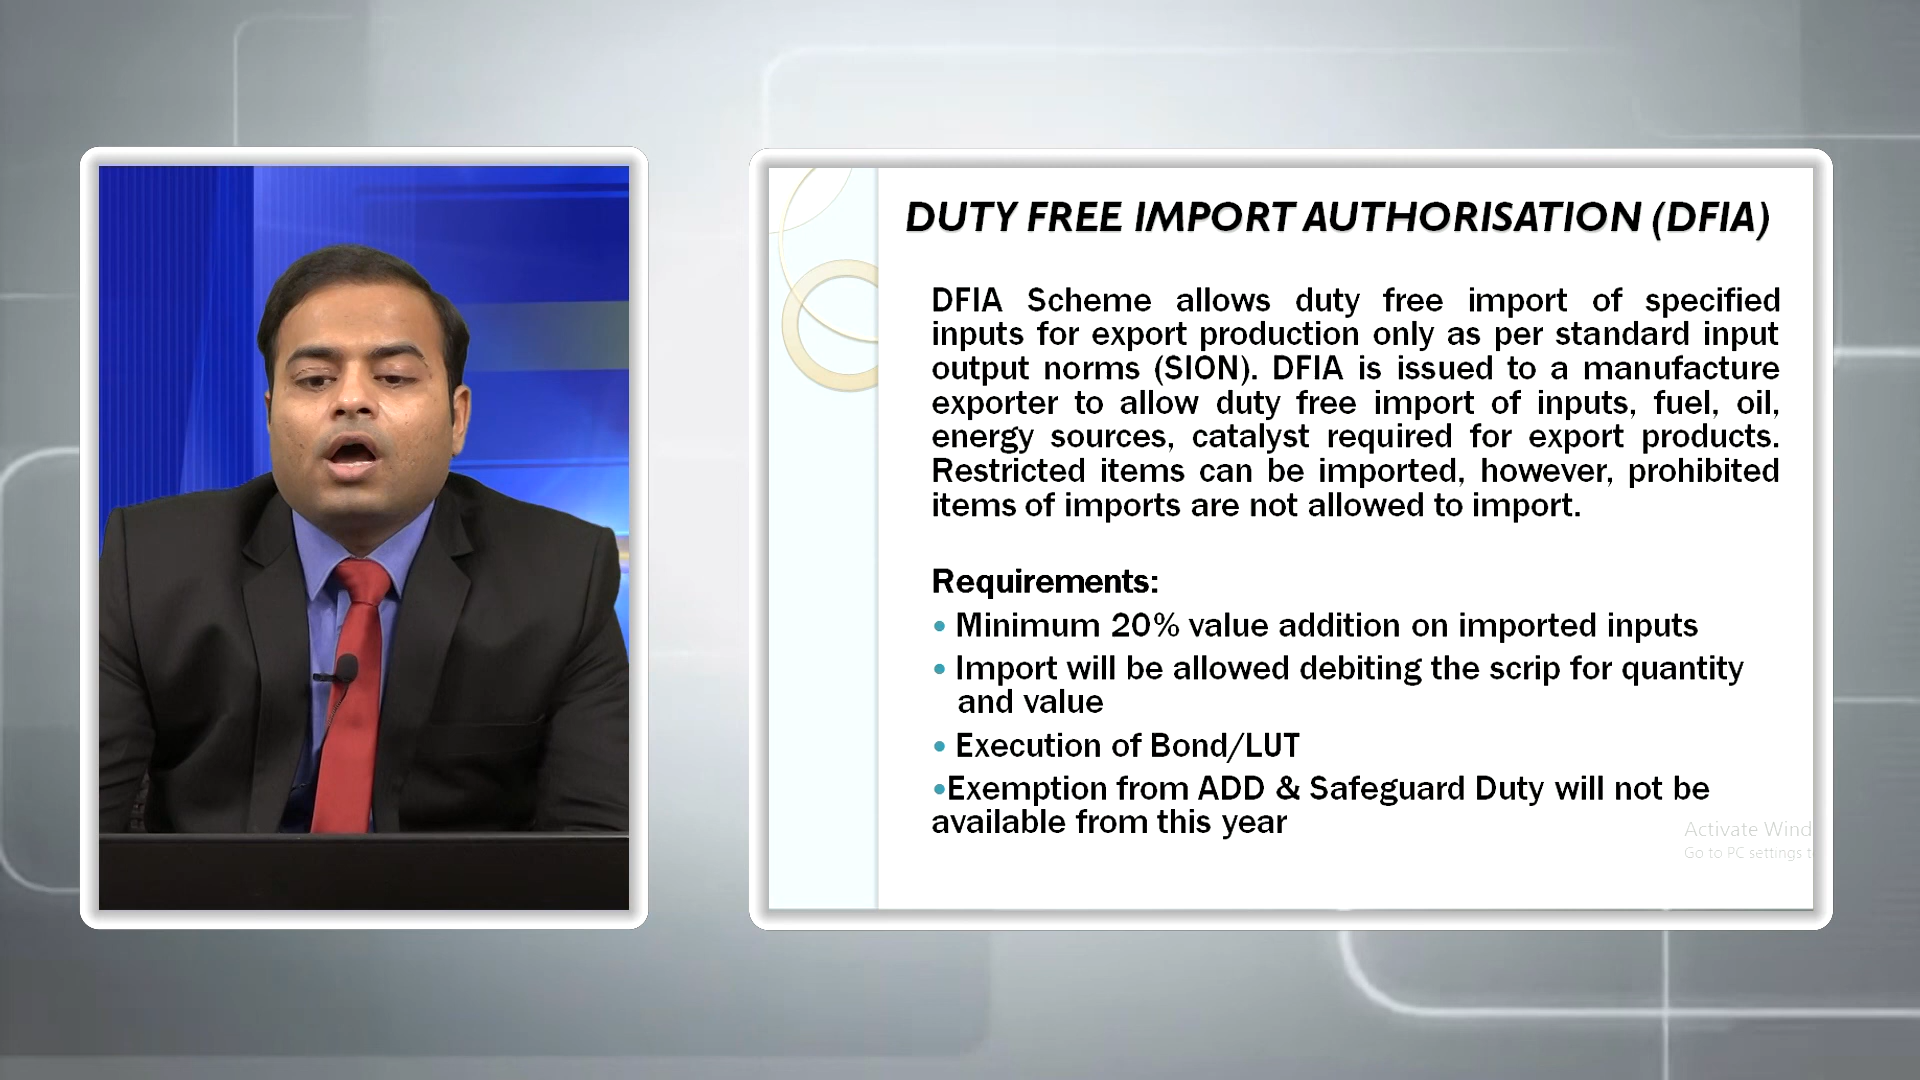 DUTY FREE IMPORT AUTHORISATION (DFIA)
DFIA Scheme allows duty free import of specified
inputs for export production only as per standard input
output norms (SION). DFIA is issued to a manufacture
exporter to allow duty free import of inputs, fuel, oil,
energy sources, catalyst required for export products.
Restricted items can be imported, however, prohibited
items of imports are not allowed to import.
Requirements:
• Minimum 20% value addition on imported inputs
• Import will be allowed debiting the scrip for quantity
and value
• Execution of Bond/LUT
•Exemption from ADD & Safeguard Duty will not be
available from this year
Activate Wind
Go to PC settings t